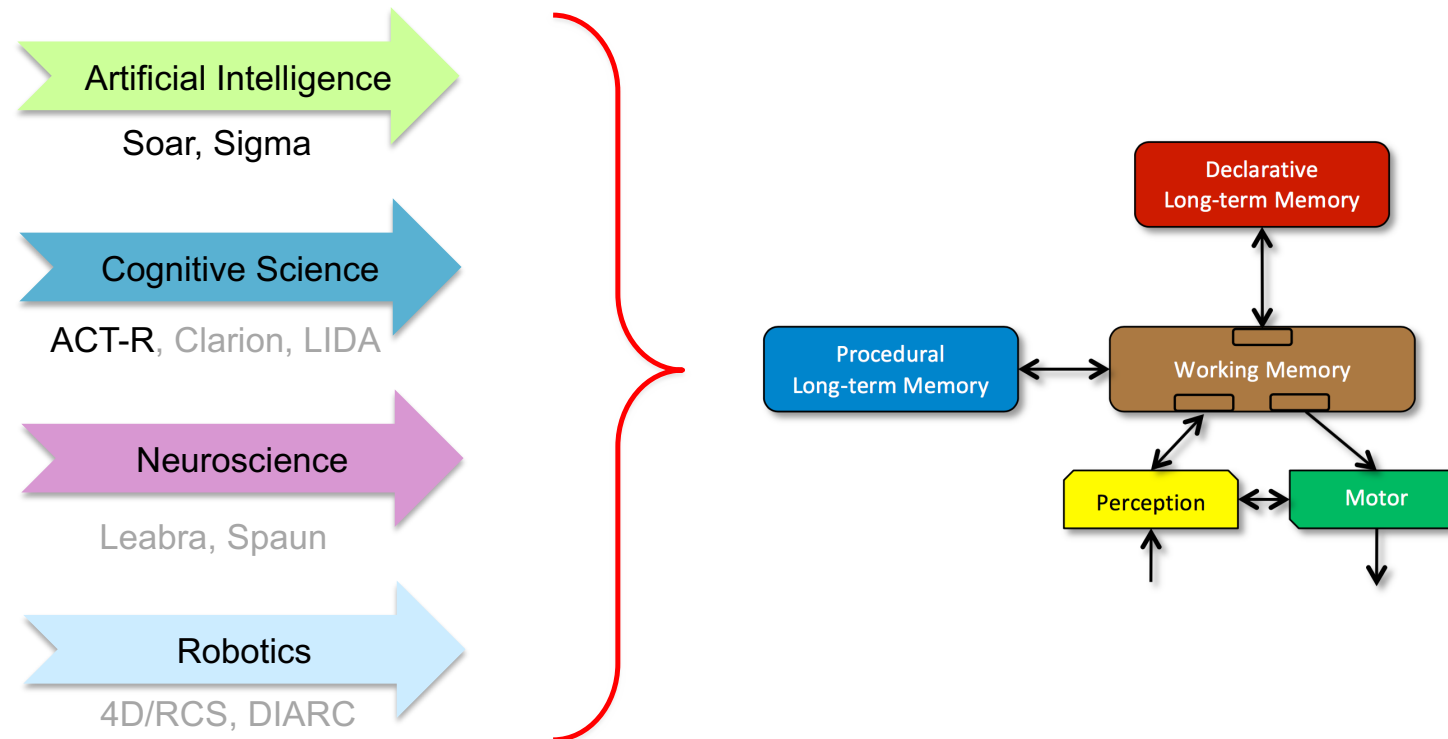 Artificial Intelligence
Soar, Sigma
Cognitive Science
ACT-R, Clarion, LIDA
Neuroscience
Leabra, Spaun
Robotics
4D/RCS, DIARC
Declarative
Long-term Memory
Procedural
Long-term Memory
Working Memory
Perception
Motor